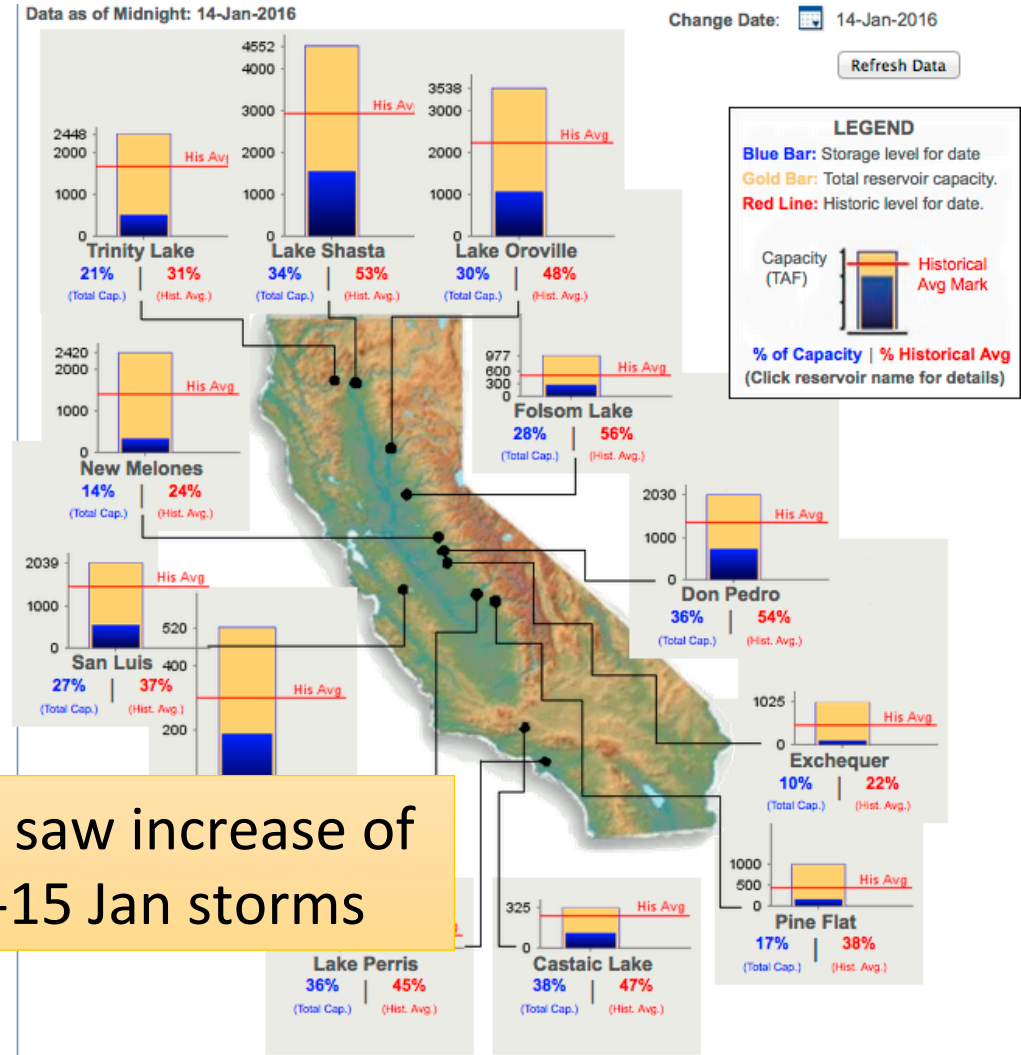 Data as of Midnight: 14-Jan-2016
Change Date: 14-Jan-2016
Refresh Data
LEGEND
Blue Bar: Storage level for date
Gold Bar: Total reservoir capacity.
Red Line: Historic level for date.
Capacity
(TAF)
Historical
Avg Mark
% of Capacity | % Historical Avg
(Click reservoir name for details)
2448
2000
1000
0
His Avg
Trinity Lake
21% | 31%
(Total Cap.) (Hist. Avg.)
4552
4000
3000
2000
1000
0
His Av
Lake Shasta
34% | 53%
(Total Cap.) (Hist. Avg.)
3538
3000
2000
1000
0
His Avg
Lake Oroville
30% | 48%
(Total Cap.) (Hist. Avg.)
2420
2000
1000
0
His Avg
New Melones
14% | 24%
(Total Cap.) (Hist. Avg.)
977
600
300
0
His Avg
Folsom Lake
28% | 56%
(Total Cap.) (Hist. Avg.)
2030
1000
0
His Avg
Don Pedro
36% | 54%
(Total Cap.) (Hist. Avg.)
2039
1000
0
His Avg
San Luis
27% | 37%
(Total Cap.) (Hist. Avg.)
520
400
200
His Avg
1025
0
His Avg
Exchequer
10% | 22%
(Total Cap.) (Hist. Avg.)
saw increase of
-15 Jan storms
1000
500
0
His Avg
Pine Flat
17% | 38%
(Total Cap.) (Hist. Avg.)
Lake Perris
36% | 45%
(Total Cap.) (Hist. Avg.)
325
0
His Avg
Castaic Lake
38% | 47%
(Total Cap.) (Hist. Avg.)